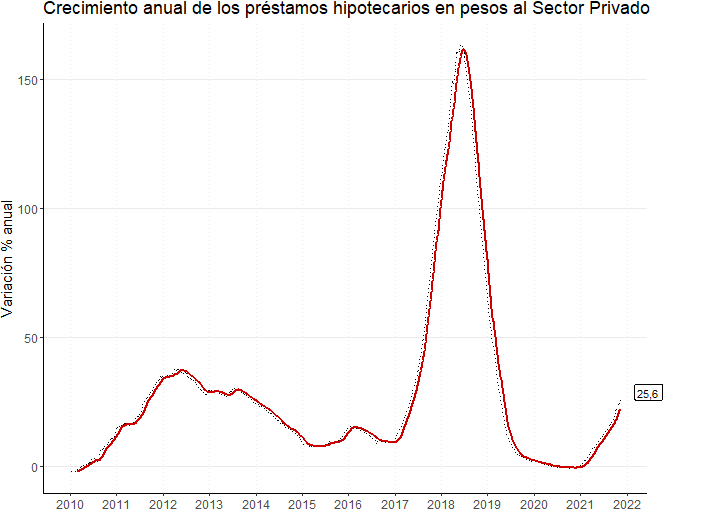 Crecimiento anual de los préstamos hipotecarios en pesos al Sector Privado
Variación % anual
150
100
50
0
25,6
2010 2011 2012 2013 2014 2015 2016 2017 2018 2019 2020 2021 2022